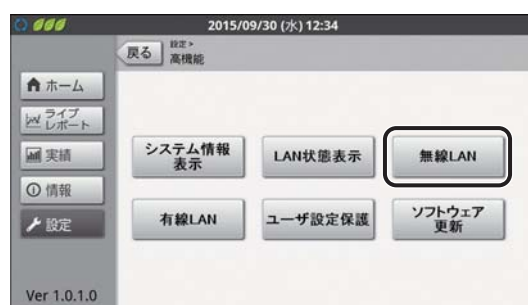 2015/09/30 (水) 12:34
戻る
設定>
高機能
ホーム
ライブ
レポート
実績
情報
設定
システム情報
表示
LAN状態表示
無線LAN
有線LAN
ユーザ設定保護
ソフトウェア
更新
Ver 1.0.1.0